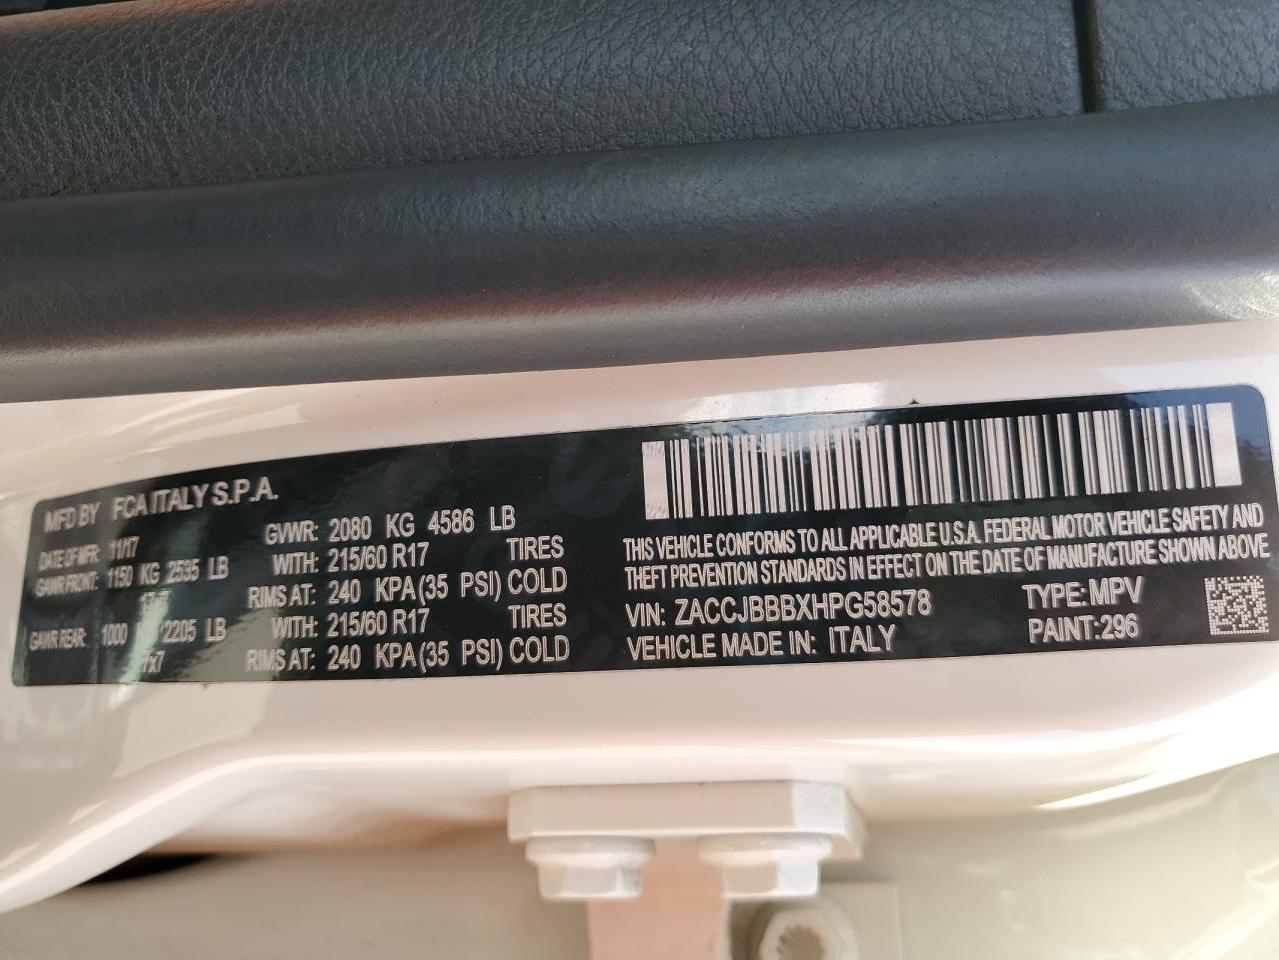 MFD BY FCA ITALY S.P.A.
DATE OF MFR: 11/17 GVWR: 2080 KG 4586 LB
GAWR FRONT: 1150 KG 2535 LB WITH: 215/60 R17 TIRES
RIMS AT: 240 KPA (35 PSI) COLD
GAWR REAR: 1000 2205 LB WITH: 215/60 R17 TIRES
7x7 RIMS AT: 240 KPA (35 PSI) COLD
THIS VEHICLE CONFORMS TO ALL APPLICABLE U.S.A. FEDERAL MOTOR VEHICLE SAFETY AND
THEFT PREVENTION STANDARDS IN EFFECT ON THE DATE OF MANUFACTURE SHOWN ABOVE
VIN: ZACCJBBBXHPG58578 TYPE: MPV
VEHICLE MADE IN: ITALY PAINT: 296